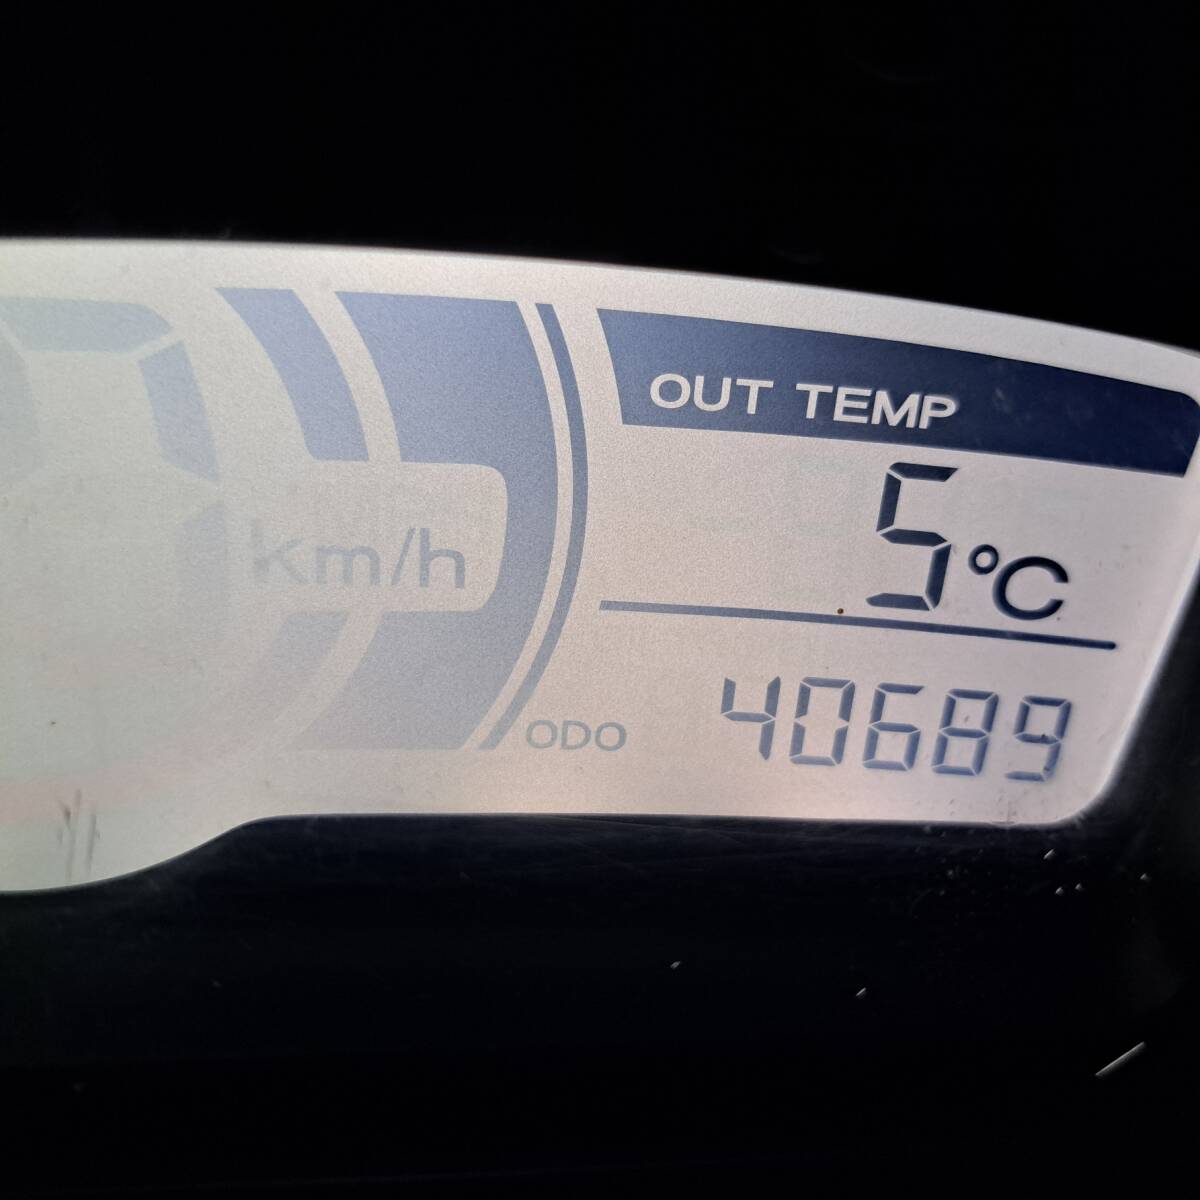 OUT TEMP
5°C
km/h
ODO 40689